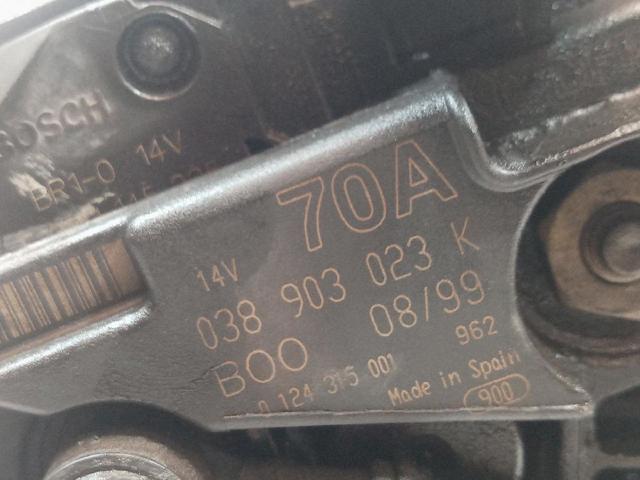 BOSCH
BR1-0 14V
70A
14V
038 903 023 K
B00 08/99
0 124 315 001 962
Made in Spain
900